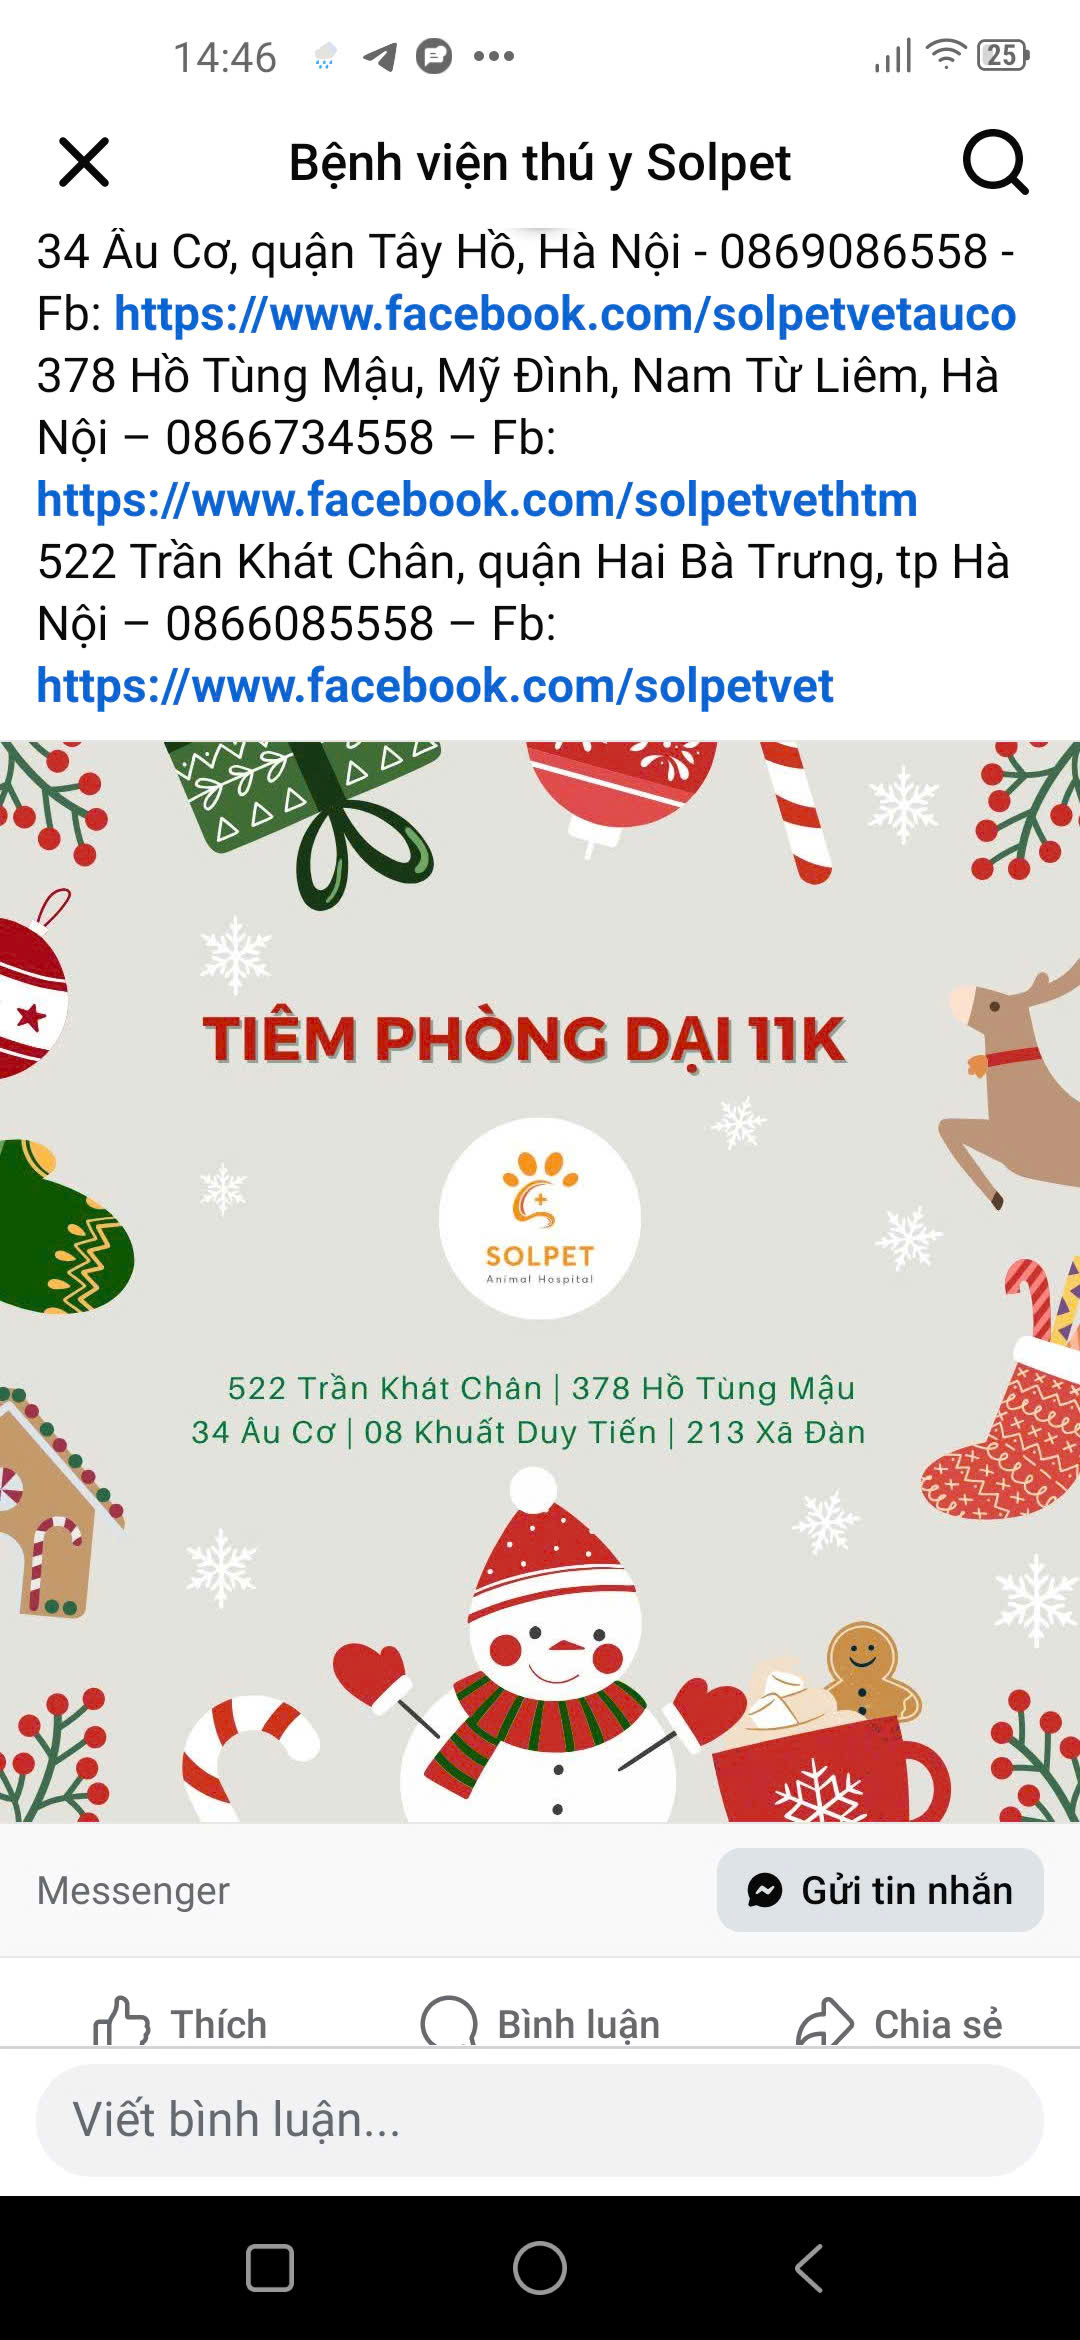 14:46
25
Bệnh viện thú y Solpet
34 Âu Cơ, quận Tây Hồ, Hà Nội - 0869086558 -
Fb: https://www.facebook.com/solpetvetauco
378 Hồ Tùng Mậu, Mỹ Đình, Nam Từ Liêm, Hà
Nội – 0866734558 – Fb:
https://www.facebook.com/solpetvethtm
522 Trần Khát Chân, quận Hai Bà Trưng, tp Hà
Nội – 0866085558 – Fb:
https://www.facebook.com/solpetvet
TIÊM PHÒNG DẠI 11K
SOLPET
Animal Hospital
522 Trần Khát Chân | 378 Hồ Tùng Mậu
34 Âu Cơ | 08 Khuất Duy Tiến | 213 Xã Đàn
Messenger
Gửi tin nhắn
Thích
Bình luận
Chia sẻ
Viết bình luận...